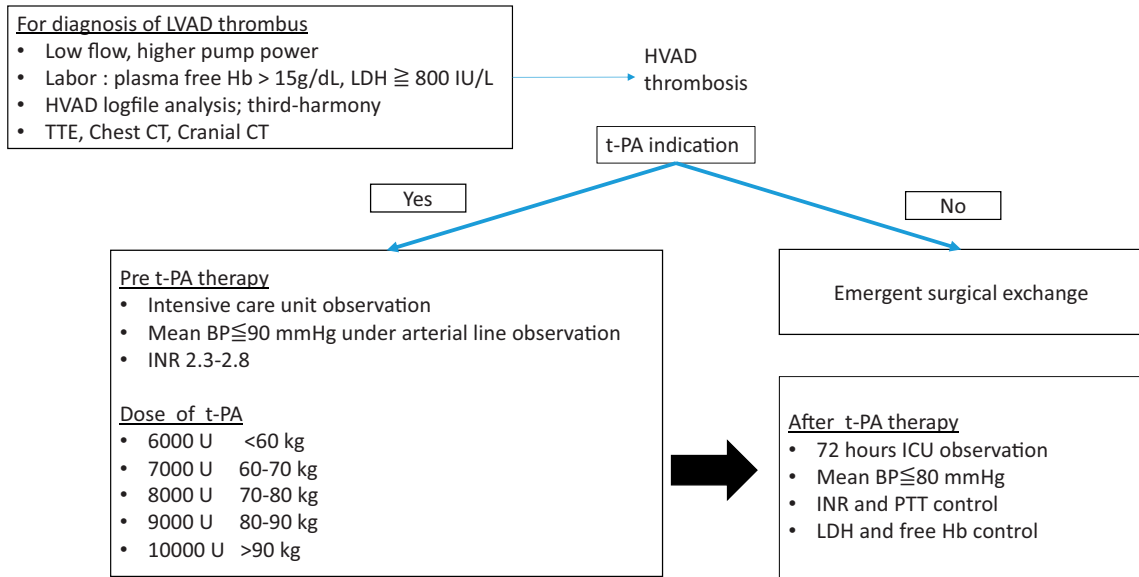 For diagnosis of LVAD thrombus
• Low flow, higher pump power
• Labor : plasma free Hb > 15g/dL, LDH ≧ 800 IU/L
• HVAD logfile analysis; third-harmony
• TTE, Chest CT, Cranial CT
HVAD
thrombosis
t-PA indication
Yes
No
Pre t-PA therapy
• Intensive care unit observation
• Mean BP≦90 mmHg under arterial line observation
• INR 2.3-2.8
Dose of t-PA
• 6000 U <60 kg
• 7000 U 60-70 kg
• 8000 U 70-80 kg
• 9000 U 80-90 kg
• 10000 U >90 kg
Emergent surgical exchange
After t-PA therapy
• 72 hours ICU observation
• Mean BP≦80 mmHg
• INR and PTT control
• LDH and free Hb control